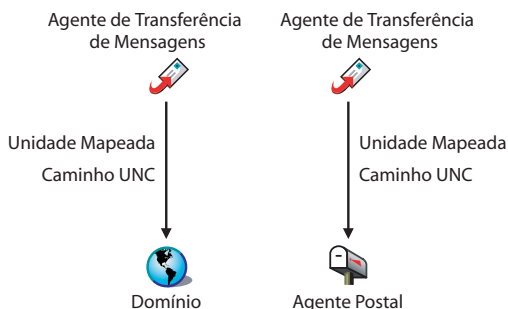 Agente de Transferência
de Mensagens
Agente de Transferência
de Mensagens
Unidade Mapeada
Caminho UNC
Unidade Mapeada
Caminho UNC
Domínio
Agente Postal